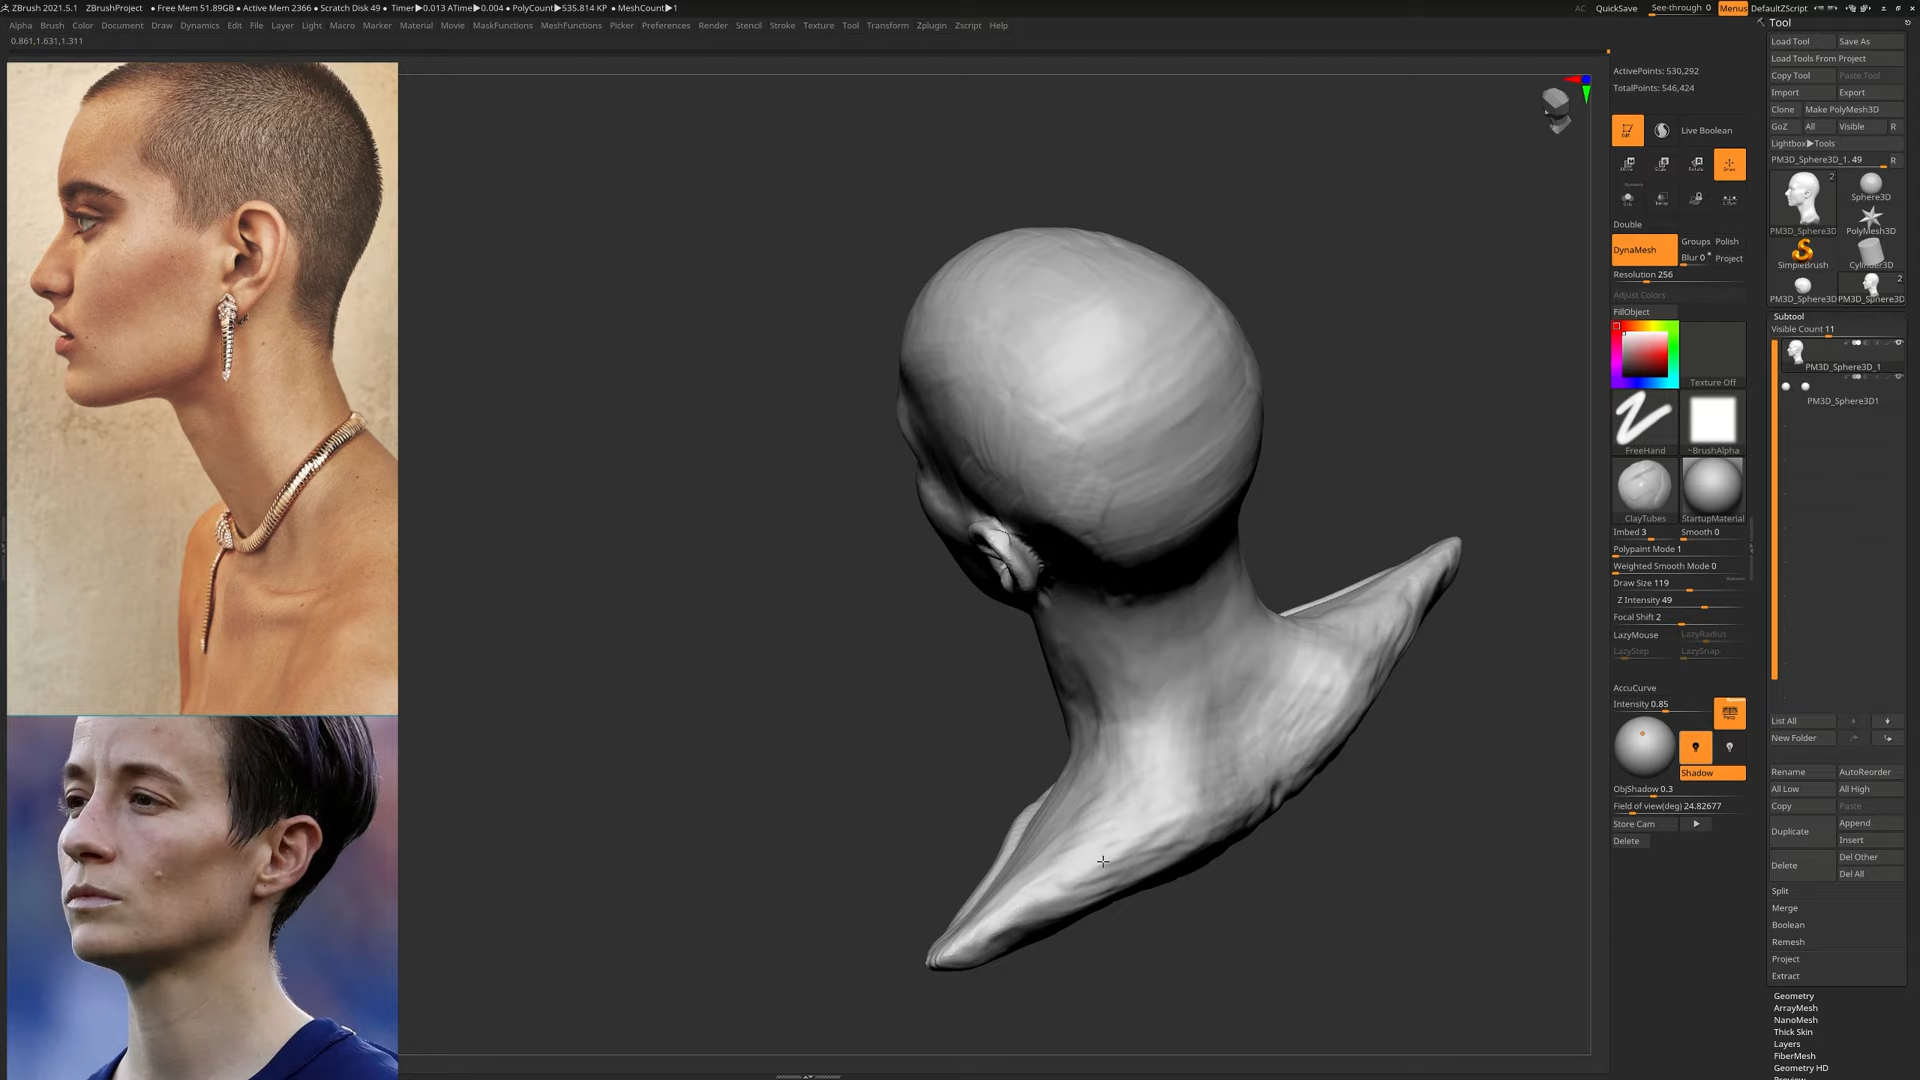 ZBrush 2021.5.1 ZBrushProject • Free Mem 51.89GB • Active Mem 2366 • Scratch Disk 49 • Timer▶0.013 ATime▶0.004 • PolyCount▶535.814 KP • MeshCount▶1 AC QuickSave See-through 0 Menus DefaultZScript
Alpha Brush Color Document Draw Dynamics Edit File Layer Light Macro Marker Material Movie MaskFunctions MeshFunctions Picker Preferences Render Stencil Stroke Texture Tool Transform Zplugin Zscript Help
0.861,1.631,1.311
ActivePoints: 530,292
TotalPoints: 546,424
Edit Live Boolean
Move Scale Rotate Draw
Double
DynaMesh Groups Polish
Blur 0 Project
Resolution 256
Adjust Colors
FillObject
Texture Off
FreeHand ~BrushAlpha
ClayTubes StartupMaterial
Imbed 3 Smooth 0
Polypaint Mode 1
Weighted Smooth Mode 0
Draw Size 119
Z Intensity 49
Focal Shift 2
LazyMouse LazyRadius
LazyStep LazySnap
AccuCurve
Intensity 0.85
Persp
Shadow
ObjShadow 0.3
Field of view(deg) 24.82677
Store Cam
Delete
Tool
Load Tool Save As
Load Tools From Project
Copy Tool Paste Tool
Import Export
Clone Make PolyMesh3D
GoZ All Visible R
Lightbox▶Tools
PM3D_Sphere3D_1. 49 R
2
Sphere3D
PM3D_Sphere3D PolyMesh3D
SimpleBrush Cylinder3D
2
PM3D_Sphere3D PM3D_Sphere3D
Subtool
Visible Count 11
PM3D_Sphere3D_1
PM3D_Sphere3D1
List All
New Folder
Rename AutoReorder
All Low All High
Copy Paste
Duplicate Append
Insert
Delete Del Other
Del All
Split
Merge
Boolean
Remesh
Project
Extract
Geometry
ArrayMesh
NanoMesh
Thick Skin
Layers
FiberMesh
Geometry HD